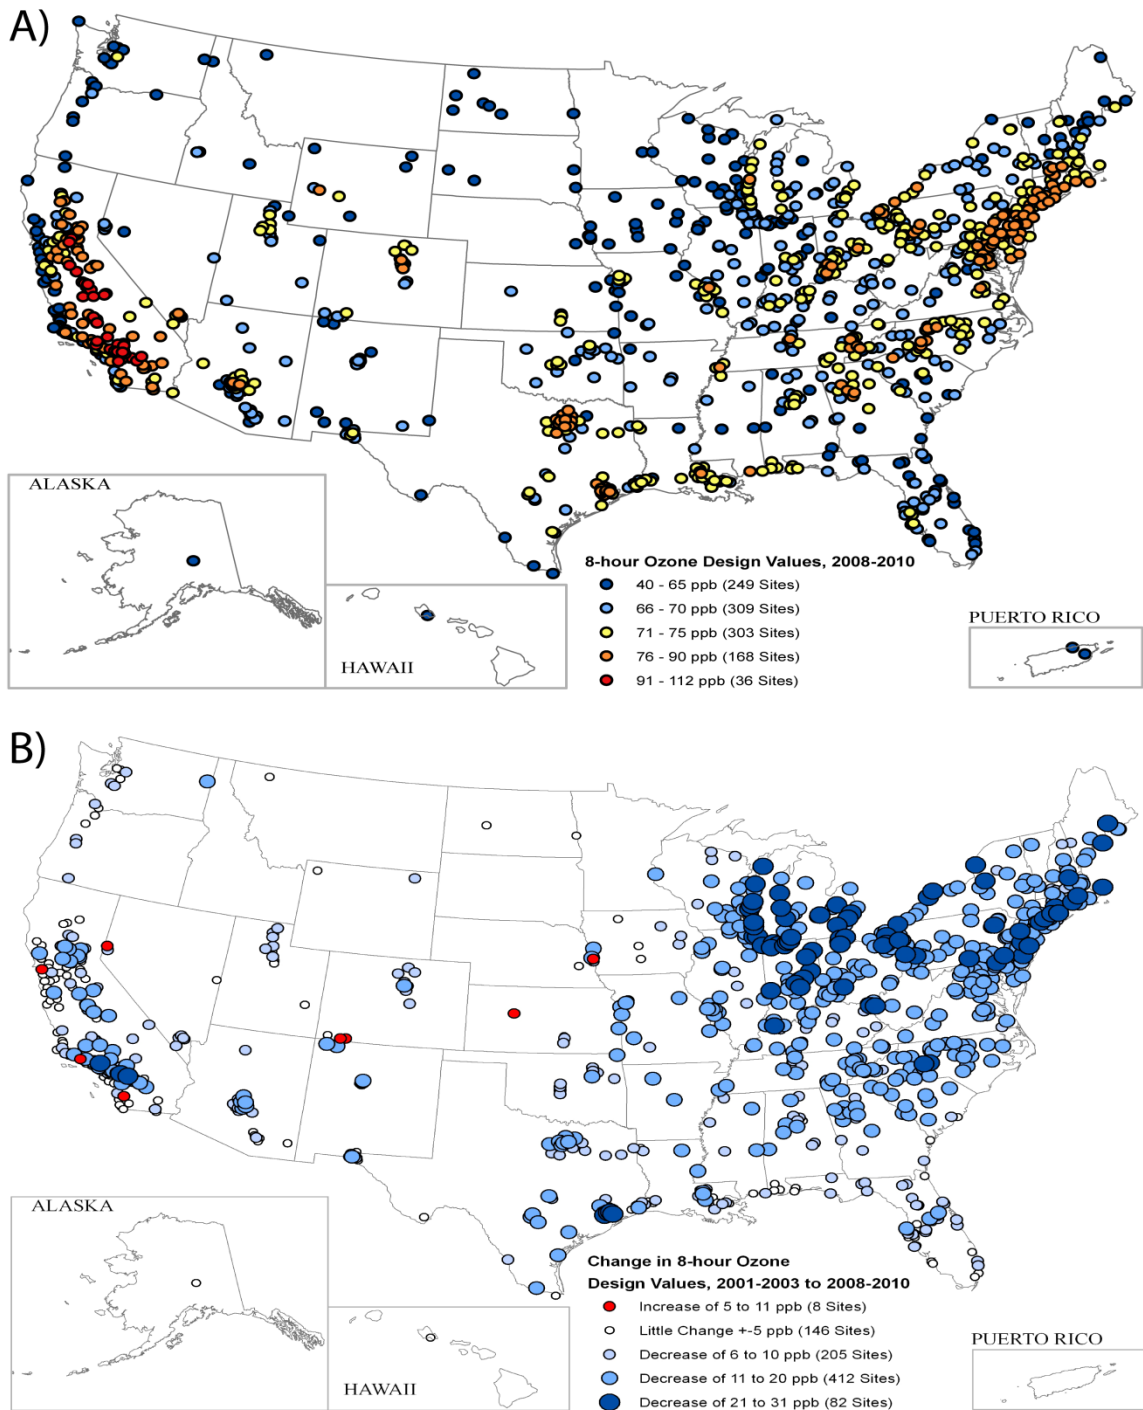 A)
ALASKA
HAWAII
8-hour Ozone Design Values, 2008-2010
40 - 65 ppb (249 Sites)
66 - 70 ppb (309 Sites)
71 - 75 ppb (303 Sites)
76 - 90 ppb (168 Sites)
91 - 112 ppb (36 Sites)
PUERTO RICO
B)
ALASKA
HAWAII
Change in 8-hour Ozone
Design Values, 2001-2003 to 2008-2010
Increase of 5 to 11 ppb (8 Sites)
Little Change +-5 ppb (146 Sites)
Decrease of 6 to 10 ppb (205 Sites)
Decrease of 11 to 20 ppb (412 Sites)
Decrease of 21 to 31 ppb (82 Sites)
PUERTO RICO